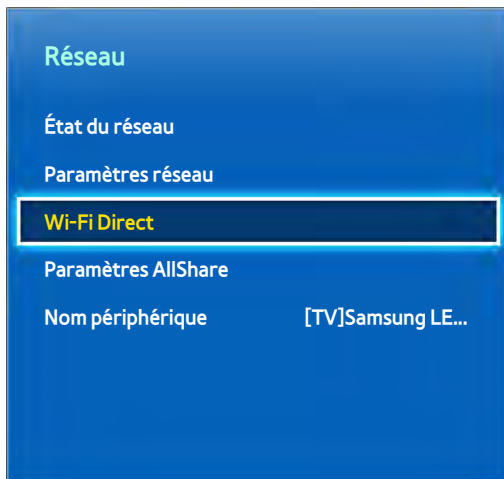 Réseau
État du réseau
Paramètres réseau
Wi-Fi Direct
Paramètres AllShare
Nom périphérique [TV]Samsung LE...